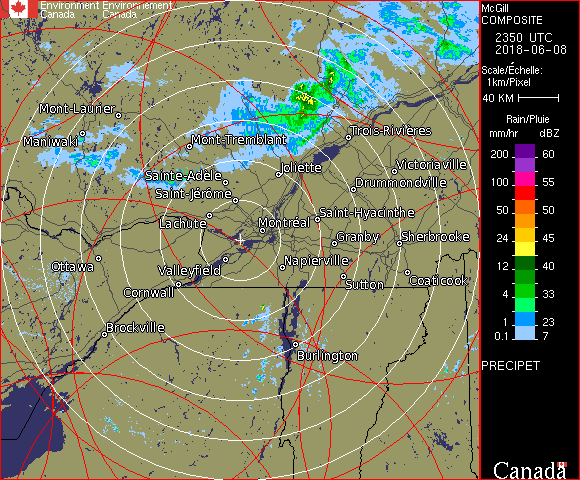 Environment Environnement
Canada Canada
McGill
COMPOSITE
2350 UTC
2018-06-08
Scale/Échelle:
1km/Pixel
40 KM
Rain/Pluie
mm/hr dBZ
200 60
100 55
50 50
24 45
12 40
4 33
1 23
0.1 7
PRECIPET
Canada
Mont-Laurier
Maniwaki
Mont-Tremblant
Trois-Rivières
Joliette
Victoriaville
Sainte-Adèle
Drummondville
Saint-Jérôme
Lachute
Montréal
Saint-Hyacinthe
Granby
Sherbrooke
Ottawa
Valleyfield
Napierville
Cornwall
Sutton
Coaticook
Brockville
Burlington